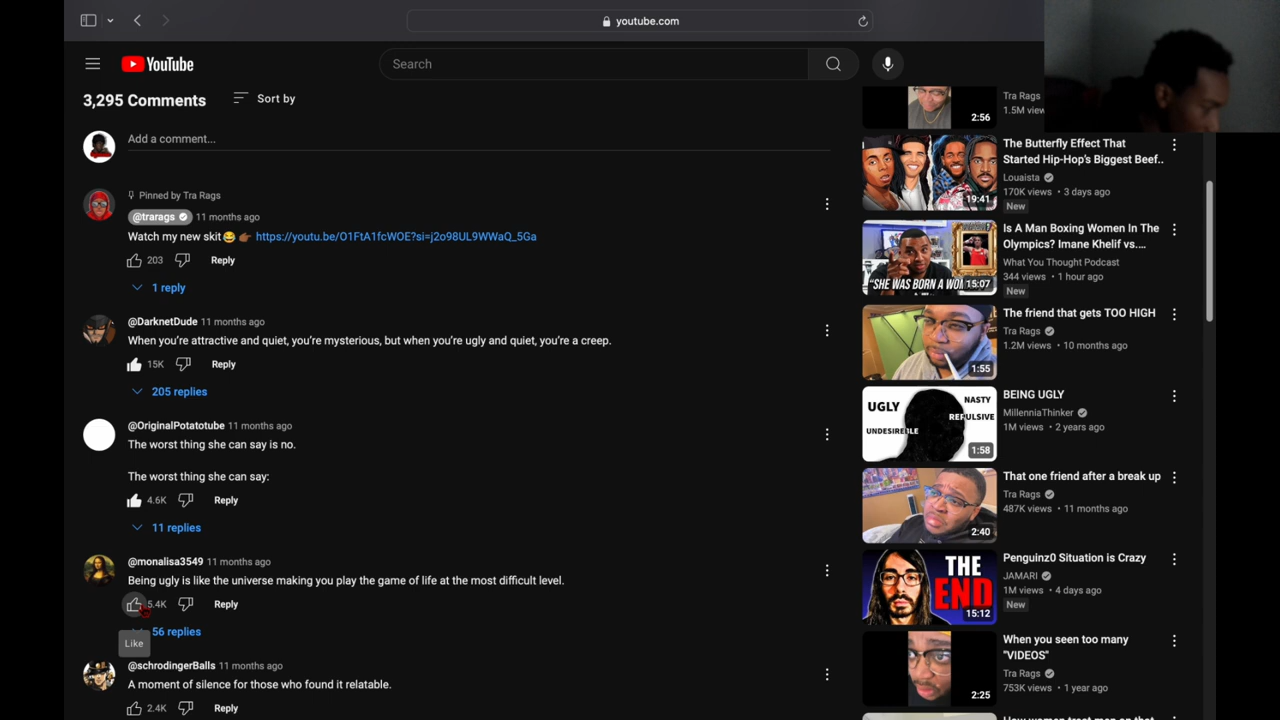 youtube.com
YouTube
Search
3,295 Comments
Sort by
Add a comment...
Pinned by Tra Rags
@trarags 11 months ago
Watch my new skit😂 👉🏾 https://youtu.be/O1FtA1fcWOE?si=j2o98UL9WWaQ_5Ga
203
Reply
1 reply
@DarknetDude 11 months ago
When you're attractive and quiet, you're mysterious, but when you're ugly and quiet, you're a creep.
15K
Reply
205 replies
@OriginalPotatotube 11 months ago
The worst thing she can say is no.
The worst thing she can say:
4.6K
Reply
11 replies
@monalisa3549 11 months ago
Being ugly is like the universe making you play the game of life at the most difficult level.
5.4K
Reply
56 replies
Like
@schrodingerBalls 11 months ago
A moment of silence for those who found it relatable.
2.4K
Reply
2:56
Tra Rags
1.5M
19:41
The Butterfly Effect That
Started Hip-Hop's Biggest Beef..
Louaista
170K views • 3 days ago
New
"SHE WAS BORN A
15:07
Is A Man Boxing Women In The
Olympics? Imane Khelif vs....
What You Thought Podcast
344 views • 1 hour ago
New
1:55
The friend that gets TOO HIGH
Tra Rags
1.2M views • 10 months ago
UGLY
NASTY
REPULSIVE
UNDESIREBLE
1:58
BEING UGLY
MillenniaThinker
1M views • 2 years ago
2:40
That one friend after a break up
Tra Rags
487K views • 11 months ago
THE
END
15:12
Penguinz0 Situation is Crazy
JAMARI
1M views • 4 days ago
New
2:25
When you seen too many
"VIDEOS"
Tra Rags
753K views • 1 year ago